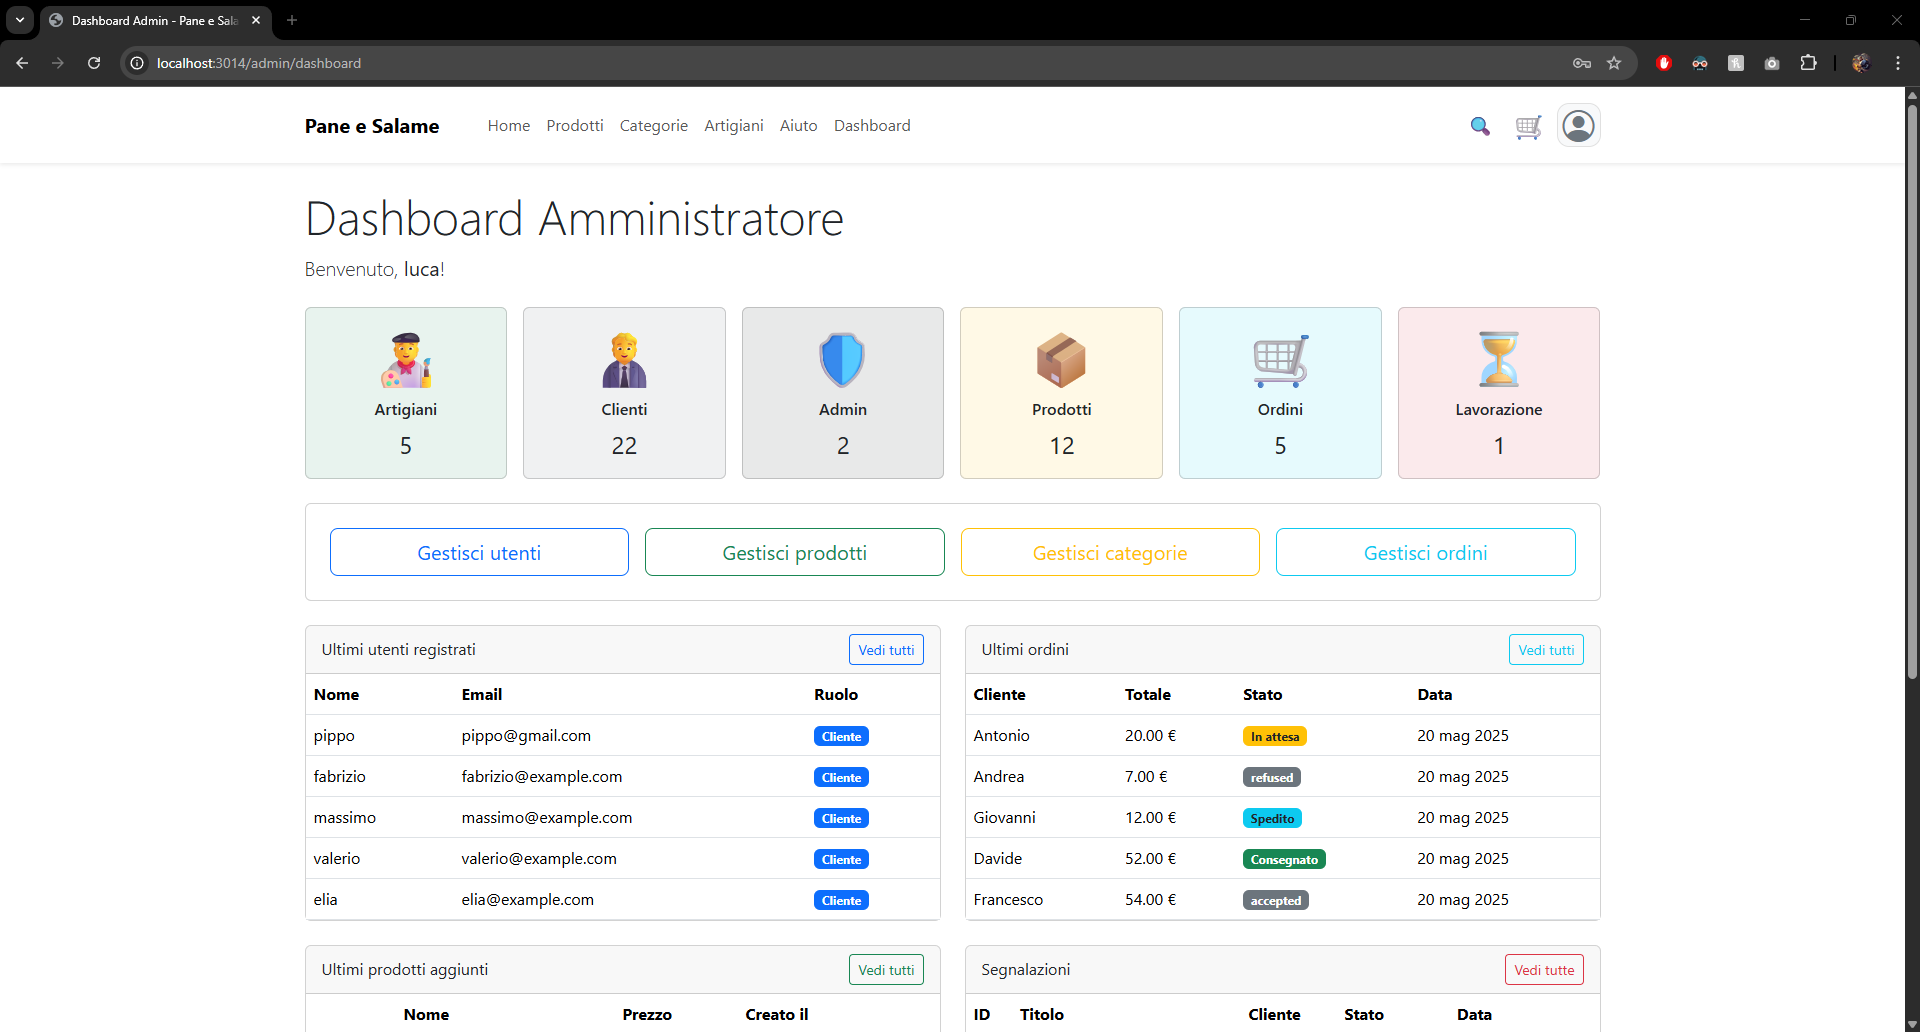 Dashboard Admin - Pane e Sala
localhost:3014/admin/dashboard
Pane e Salame Home Prodotti Categorie Artigiani Aiuto Dashboard
Dashboard Amministratore
Benvenuto, luca!
Artigiani Clienti Admin Prodotti Ordini Lavorazione
5 22 2 12 5 1
Gestisci utenti Gestisci prodotti Gestisci categorie Gestisci ordini
Ultimi utenti registrati Vedi tutti
Nome Email Ruolo
pippo pippo@gmail.com Cliente
fabrizio fabrizio@example.com Cliente
massimo massimo@example.com Cliente
valerio valerio@example.com Cliente
elia elia@example.com Cliente
Ultimi ordini Vedi tutti
Cliente Totale Stato Data
Antonio 20.00 € In attesa 20 mag 2025
Andrea 7.00 € refused 20 mag 2025
Giovanni 12.00 € Spedito 20 mag 2025
Davide 52.00 € Consegnato 20 mag 2025
Francesco 54.00 € accepted 20 mag 2025
Ultimi prodotti aggiunti Vedi tutti
Nome Prezzo Creato il
Segnalazioni Vedi tutte
ID Titolo Cliente Stato Data